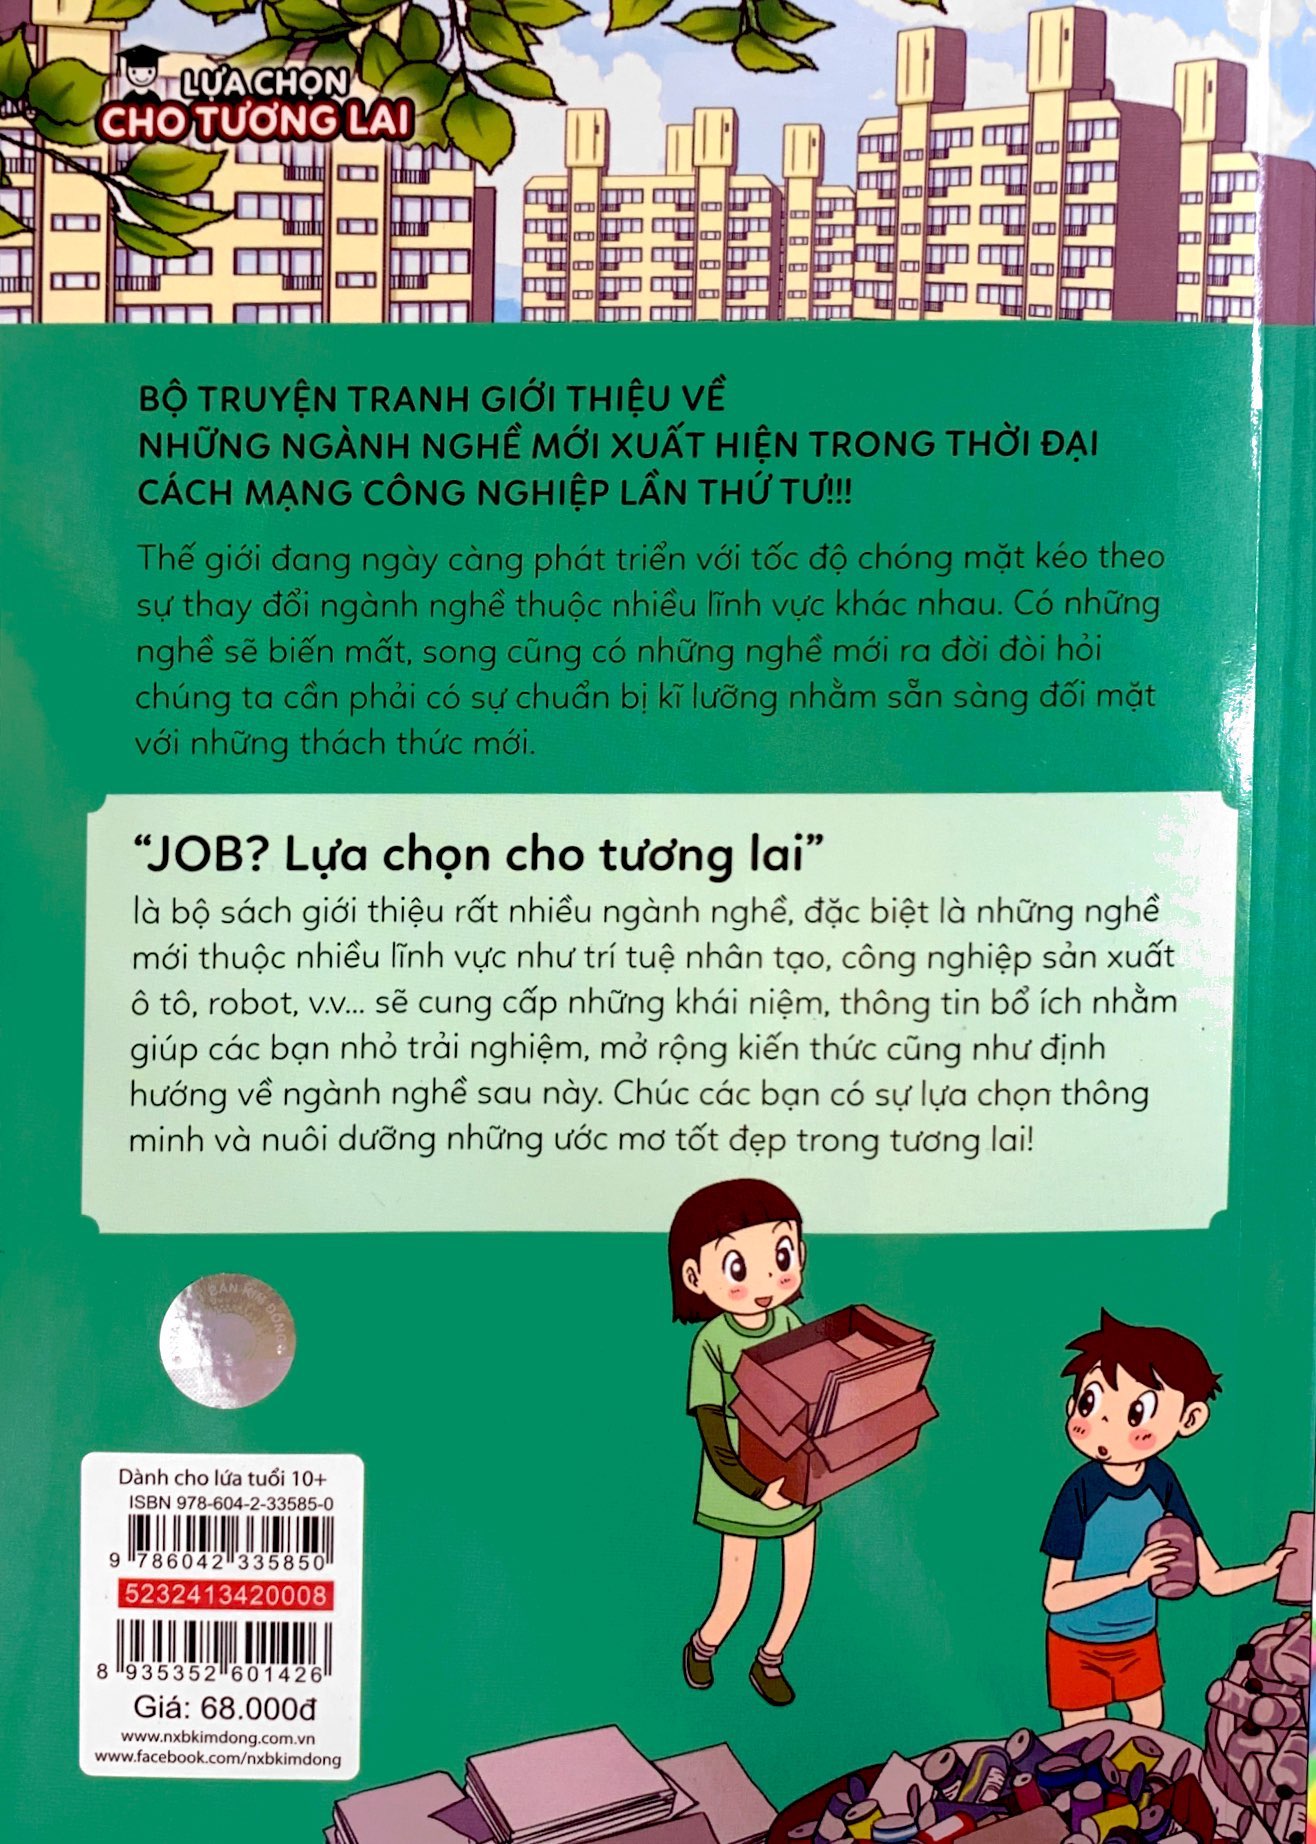 LỰA CHỌN
CHO TƯƠNG LAI
BỘ TRUYỆN TRANH GIỚI THIỆU VỀ
NHỮNG NGÀNH NGHỀ MỚI XUẤT HIỆN TRONG THỜI ĐẠI
CÁCH MẠNG CÔNG NGHIỆP LẦN THỨ TƯ!!!
Thế giới đang ngày càng phát triển với tốc độ chóng mặt kéo theo
sự thay đổi ngành nghề thuộc nhiều lĩnh vực khác nhau. Có những
nghề sẽ biến mất, song cũng có những nghề mới ra đời đòi hỏi
chúng ta cần phải có sự chuẩn bị kĩ lưỡng nhằm sẵn sàng đối mặt
với những thách thức mới.
“JOB? Lựa chọn cho tương lai”
là bộ sách giới thiệu rất nhiều ngành nghề, đặc biệt là những nghề
mới thuộc nhiều lĩnh vực như trí tuệ nhân tạo, công nghiệp sản xuất
ô tô, robot, v.v... sẽ cung cấp những khái niệm, thông tin bổ ích nhằm
giúp các bạn nhỏ trải nghiệm, mở rộng kiến thức cũng như định
hướng về ngành nghề sau này. Chúc các bạn có sự lựa chọn thông
minh và nuôi dưỡng những ước mơ tốt đẹp trong tương lai!
BẢN KIM ĐỒNG
Dành cho lứa tuổi 10+
ISBN 978-604-2-33585-0
9 786042 335850
5232413420008
8 935352 601426
Giá: 68.000đ
www.nxbkimdong.com.vn
www.facebook.com/nxbkimdong